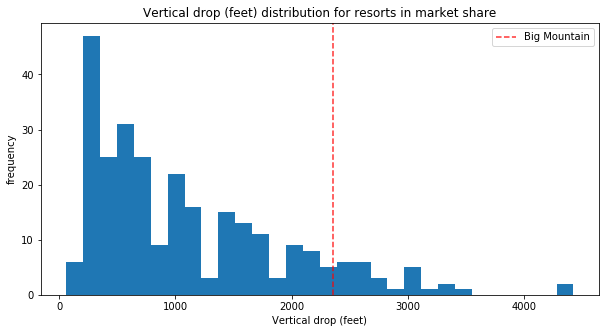 Vertical drop (feet) distribution for resorts in market share
Big Mountain
frequency
40
30
20
10
0
0 1000 2000 3000 4000
Vertical drop (feet)